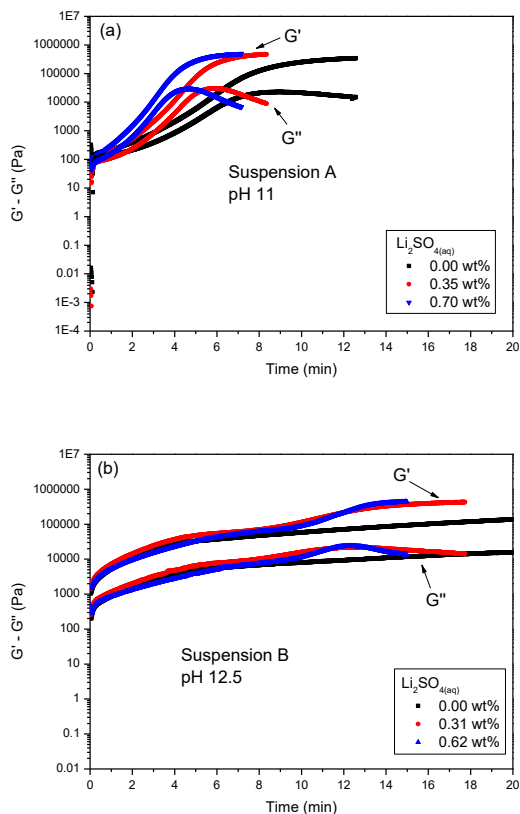 (a)
G'
G"
Suspension A
pH 11
Li₂SO₄(aq)
0.00 wt%
0.35 wt%
0.70 wt%
G' - G'' (Pa)
1E7
1000000
100000
10000
1000
100
10
1
0.1
0.01
1E-3
1E-4
0 2 4 6 8 10 12 14 16 18 20
Time (min)
(b)
G'
G"
Suspension B
pH 12.5
Li₂SO₄(aq)
0.00 wt%
0.31 wt%
0.62 wt%
G' - G'' (Pa)
1E7
1000000
100000
10000
1000
100
10
1
0.1
0.01
0 2 4 6 8 10 12 14 16 18 20
Time (min)